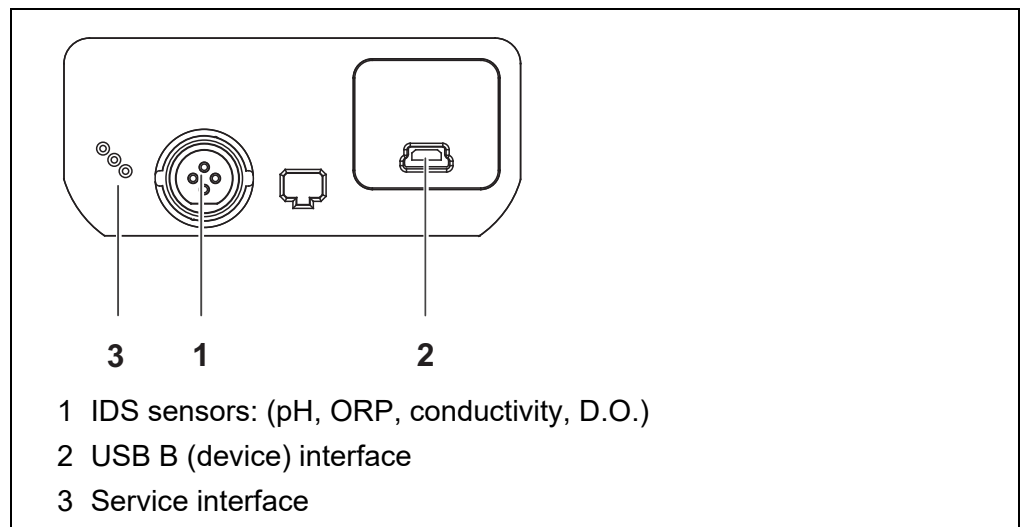 3 1 2
1 IDS sensors: (pH, ORP, conductivity, D.O.)
2 USB B (device) interface
3 Service interface